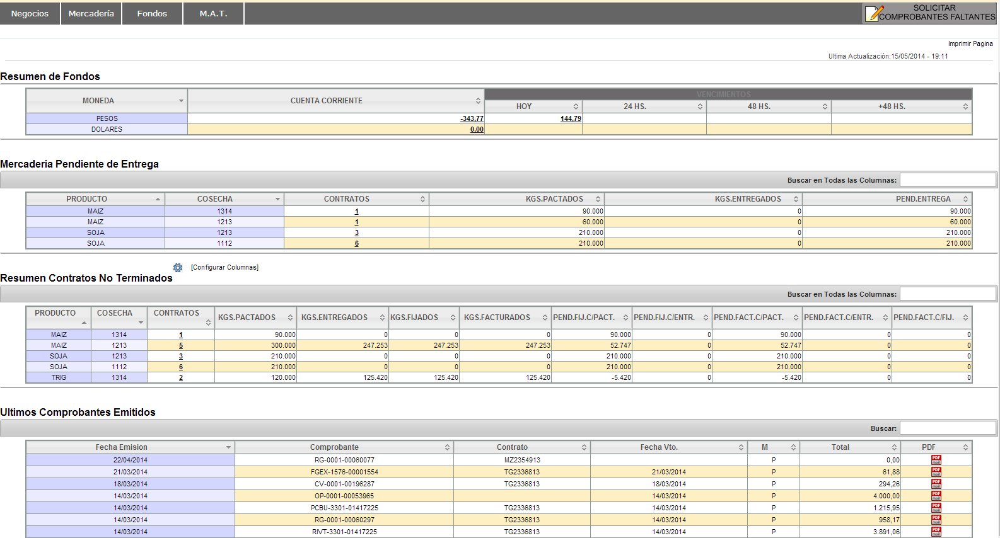 Negocios Mercadería Fondos M.A.T. SOLICITAR
COMPROBANTES FALTANTES
Imprimir Pagina
Ultima Actualización:15/05/2014 - 19:11
Resumen de Fondos
MONEDA CUENTA CORRIENTE VENCIMIENTOS
HOY 24 HS. 48 HS. +48 HS.
PESOS -343,77 144,79
DOLARES 0,00
Mercaderia Pendiente de Entrega
Buscar en Todas las Columnas:
PRODUCTO COSECHA CONTRATOS KGS.PACTADOS KGS.ENTREGADOS PEND.ENTREGA
MAIZ 1314 1 90.000 0 90.000
MAIZ 1213 1 60.000 0 60.000
SOJA 1213 3 210.000 0 210.000
SOJA 1112 6 210.000 0 210.000
[Configurar Columnas]
Resumen Contratos No Terminados
Buscar en Todas las Columnas:
PRODUCTO COSECHA CONTRATOS KGS.PACTADOS KGS.ENTREGADOS KGS.FIJADOS KGS.FACTURADOS PEND.FIJ.C/PACT. PEND.FIJ.C/ENTR. PEND.FACT.C/PACT. PEND.FACT.C/ENTR. PEND.FACT.C/FIJ.
MAIZ 1314 1 90.000 0 0 0 90.000 0 90.000 0 0
MAIZ 1213 5 300.000 247.253 247.253 247.253 52.747 0 52.747 0 0
SOJA 1213 3 210.000 0 0 0 210.000 0 210.000 0 0
SOJA 1112 6 210.000 0 0 0 210.000 0 210.000 0 0
TRIG 1314 2 120.000 125.420 125.420 125.420 -5.420 0 -5.420 0 0
Ultimos Comprobantes Emitidos
Buscar:
Fecha Emision Comprobante Contrato Fecha Vto. M Total PDF
22/04/2014 RG-0001-00060077 MZ2354913 P 0,00 PDF mail
21/03/2014 FGEX-1576-00001554 TG2336813 21/03/2014 P 61,88 PDF mail
18/03/2014 CV-0001-00196287 TG2336813 18/03/2014 P 294,26 PDF mail
14/03/2014 OP-0001-00053965 14/03/2014 P 4.000,00 PDF mail
14/03/2014 PCBU-3301-01417225 TG2336813 14/03/2014 P 1.215,95 PDF mail
14/03/2014 RG-0001-00060297 TG2336813 14/03/2014 P 958,17 PDF mail
14/03/2014 RIVT-3301-01417225 TG2336813 14/03/2014 P 3.891,06 PDF mail